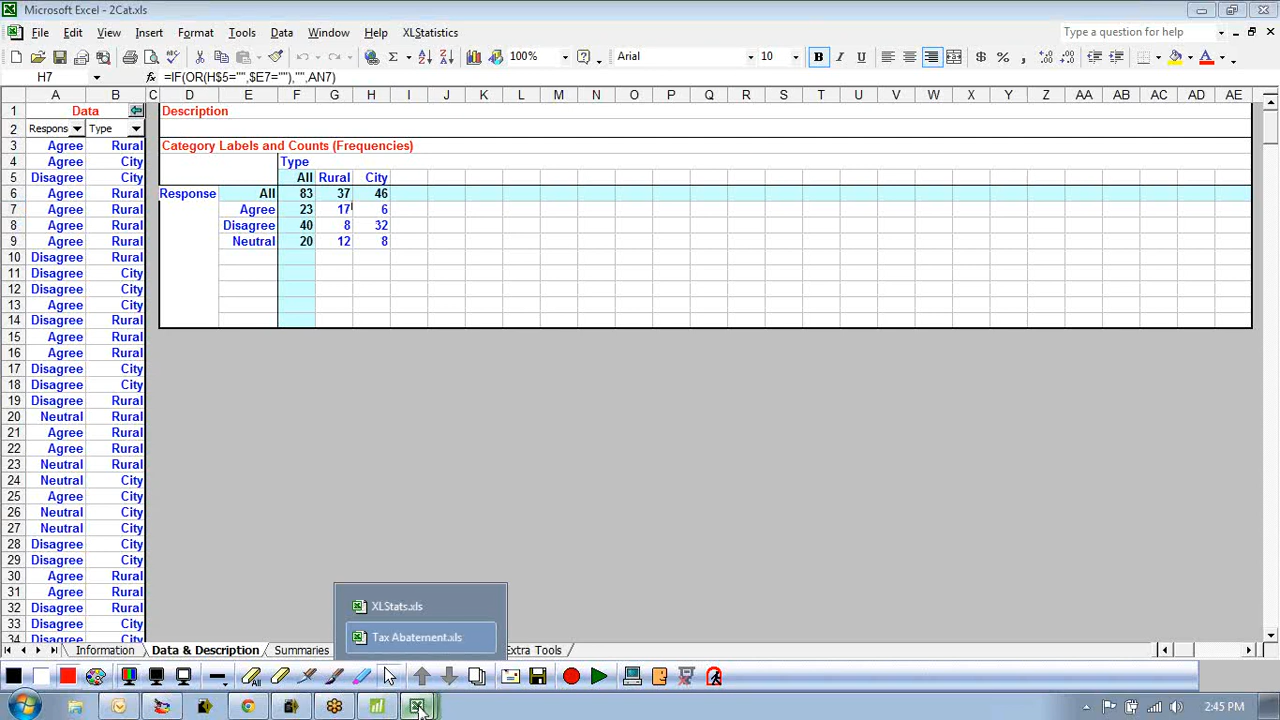 Microsoft Excel - 2Cat.xls
File Edit View Insert Format Tools Data Window Help XLStatistics Type a question for help
100% Arial 10 B I U $ %
H7 fx =IF(OR(H$5="",$E7=""),"",AN7)
A B C D E F G H I J K L M N O P Q R S T U V W X Y Z AA AB AC AD AE
1 Data Description
2 Respons Type
3 Agree Rural Category Labels and Counts (Frequencies)
4 Agree City Type
5 Disagree City All Rural City
6 Agree Rural Response All 83 37 46
7 Agree Rural Agree 23 17 6
8 Agree Rural Disagree 40 8 32
9 Agree Rural Neutral 20 12 8
10 Disagree Rural
11 Disagree City
12 Disagree City
13 Agree City
14 Disagree Rural
15 Agree Rural
16 Agree Rural
17 Disagree City
18 Disagree City
19 Disagree Rural
20 Neutral Rural
21 Agree Rural
22 Agree Rural
23 Neutral Rural
24 Neutral City
25 Agree City
26 Neutral City
27 Neutral City
28 Disagree City
29 Disagree City
30 Agree Rural
31 Agree Rural
32 Disagree Rural
33 Disagree City
34
XLStats.xls
Tax Abatement.xls
Information Data & Description Summaries Extra Tools
2:45 PM